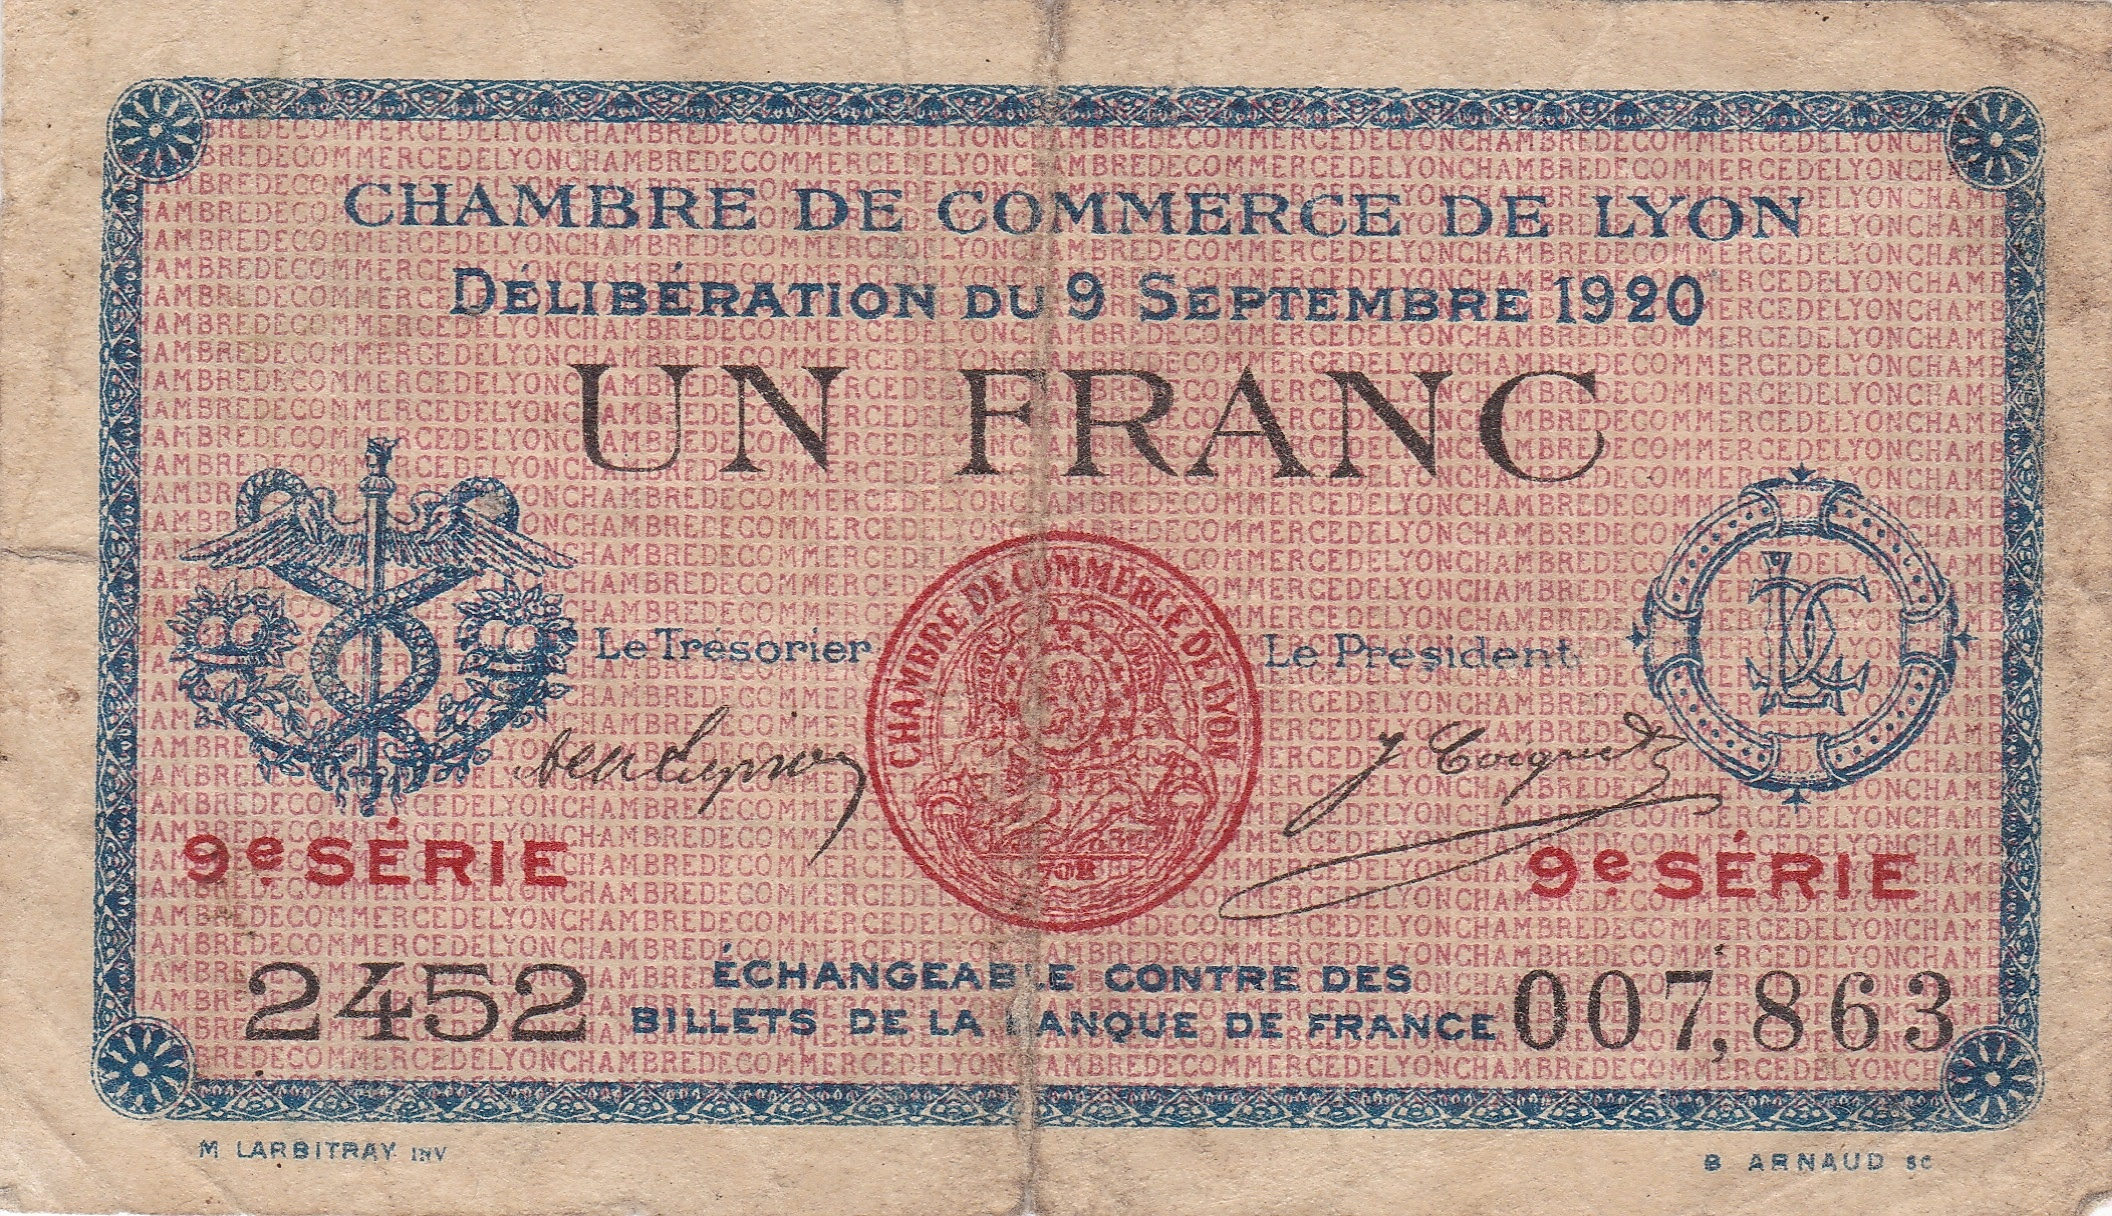 CHAMBRE DE COMMERCE DE LYON
DÉLIBÉRATION DU 9 SEPTEMBRE 1920
UN FRANC
Le Trésorier
Le Président
CHAMBRE DE COMMERCE DE LYON
J Coignet
9e SÉRIE
9e SÉRIE
2452
ÉCHANGEABLE CONTRE DES
BILLETS DE LA BANQUE DE FRANCE
007,863
M LARBITRAY INV
B ARNAUD SC